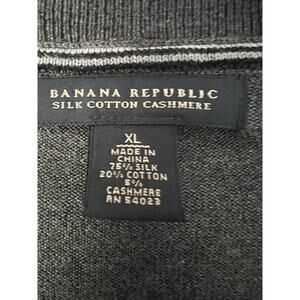 BANANA REPUBLIC
SILK COTTON CASHMERE
XL
MADE IN
CHINA
75% SILK
20% COTTON
5%
CASHMERE
RN 54023